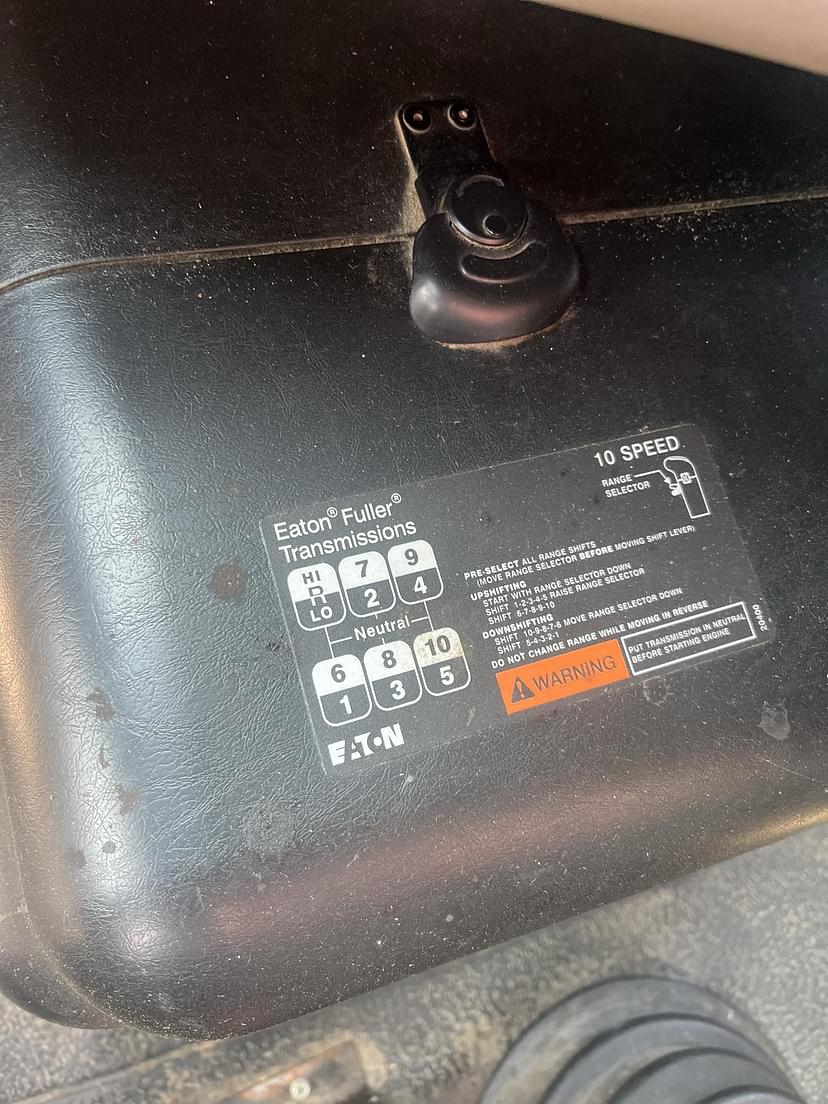 Eaton® Fuller®
Transmissions
HI
R
LO
7
2
9
4
Neutral
6
1
8
3
10
5
EATON
10 SPEED
RANGE
SELECTOR
PRE-SELECT ALL RANGE SHIFTS
(MOVE RANGE SELECTOR BEFORE MOVING SHIFT LEVER)
UPSHIFTING
START WITH RANGE SELECTOR DOWN
SHIFT 1-2-3-4-5 RAISE RANGE SELECTOR
SHIFT 6-7-8-9-10
DOWNSHIFTING
SHIFT 10-9-8-7-6 MOVE RANGE SELECTOR DOWN
SHIFT 5-4-3-2-1
DO NOT CHANGE RANGE WHILE MOVING IN REVERSE
WARNING
PUT TRANSMISSION IN NEUTRAL
BEFORE STARTING ENGINE
20400